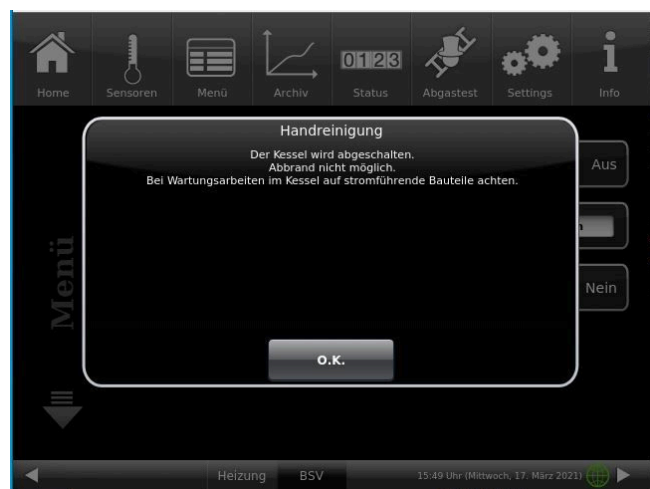 0123
Home Sensoren Menü Archiv Status Abgastest Settings Info
Handreinigung
Der Kessel wird abgeschalten.
Abbrand nicht möglich.
Bei Wartungsarbeiten im Kessel auf stromführende Bauteile achten.
Aus
Nein
Menü
O.K.
Heizung BSV 15:49 Uhr (Mittwoch, 17. März 2021)